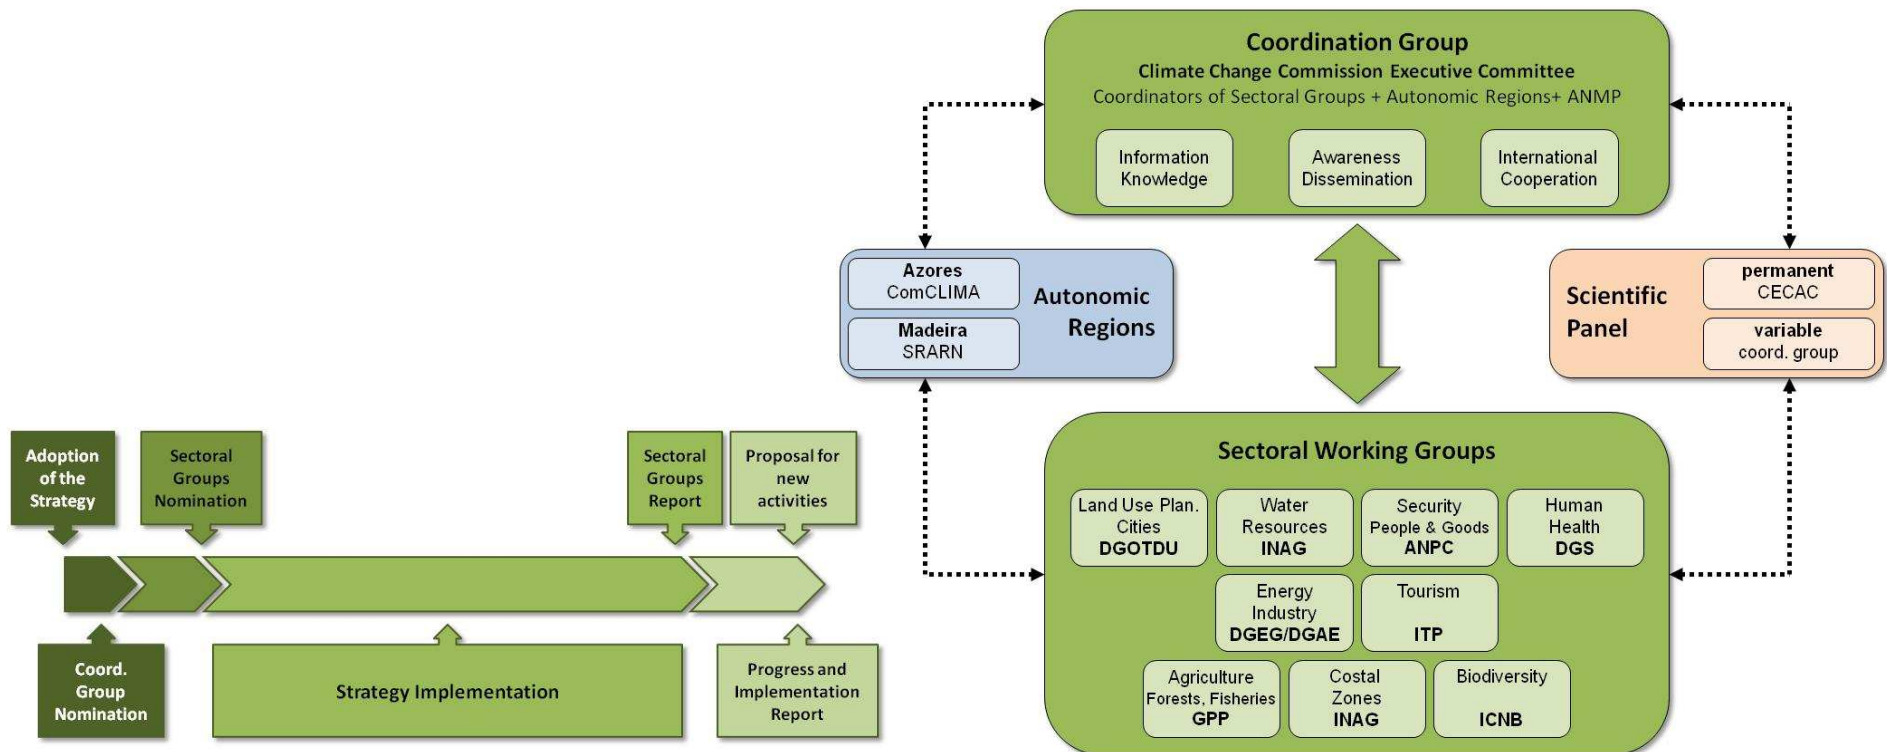 Coordination Group
Climate Change Commission Executive Committee
Coordinators of Sectoral Groups + Autonomic Regions+ ANMP
Information
Knowledge
Awareness
Dissemination
International
Cooperation
Azores
ComCLIMA
Madeira
SRARN
Autonomic
Regions
Scientific
Panel
permanent
CECAC
variable
coord. group
Sectoral Working Groups
Land Use Plan.
Cities
DGOTDU
Water
Resources
INAG
Security
People & Goods
ANPC
Human
Health
DGS
Energy
Industry
DGEG/DGAE
Tourism
ITP
Agriculture
Forests, Fisheries
GPP
Costal
Zones
INAG
Biodiversity
ICNB
Adoption
of the
Strategy
Sectoral
Groups
Nomination
Sectoral
Groups
Report
Proposal for
new
activities
Coord.
Group
Nomination
Strategy Implementation
Progress and
Implementation
Report